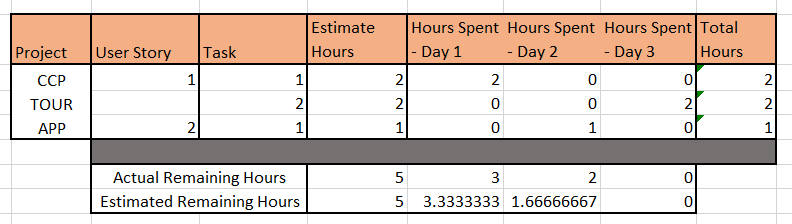 Project User Story Task Estimate Hours Hours Spent - Day 1 Hours Spent - Day 2 Hours Spent - Day 3 Total Hours
CCP 1 1 2 2 0 0 2
TOUR 2 2 0 0 2 2
APP 2 1 1 0 1 0 1
Actual Remaining Hours 5 3 2 0
Estimated Remaining Hours 5 3.3333333 1.66666667 0